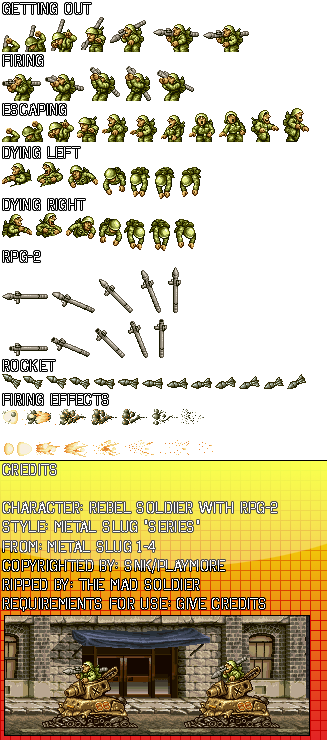 GETTING OUT
FIRING
ESCAPING
DYING LEFT
DYING RIGHT
RPG-2
ROCKET
FIRING EFFECTS
CREDITS
CHARACTER: REBEL SOLDIER WITH RPG-2
STYLE: METAL SLUG 'SERIES'
FROM: METAL SLUG 1-4
COPYRIGHTED BY: SNK/PLAYMORE
RIPPED BY: THE MAD SOLDIER
REQUIREMENTS FOR USE: GIVE CREDITS